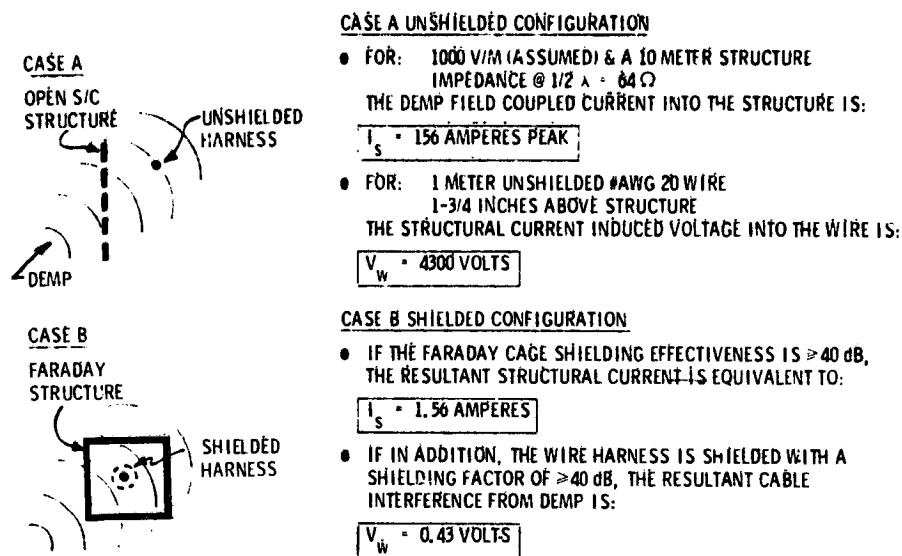 CASE A
OPEN S/C
STRUCTURE
UNSHIELDED
HARNESS
DEMP
CASE A UNSHIELDED CONFIGURATION
• FOR: 1000 V/M (ASSUMED) & A 10 METER STRUCTURE
IMPEDANCE @ 1/2 λ = 64 Ω
THE DEMP FIELD COUPLED CURRENT INTO THE STRUCTURE IS:
I_s = 156 AMPERES PEAK
• FOR: 1 METER UNSHIELDED #AWG 20 WIRE
1-3/4 INCHES ABOVE STRUCTURE
THE STRUCTURAL CURRENT INDUCED VOLTAGE INTO THE WIRE IS:
V_W = 4300 VOLTS
CASE B
FARADAY
STRUCTURE
SHIELDED
HARNESS
CASE B SHIELDED CONFIGURATION
• IF THE FARADAY CAGE SHIELDING EFFECTIVENESS IS ≥ 40 dB,
THE RESULTANT STRUCTURAL CURRENT IS EQUIVALENT TO:
I_s = 1.56 AMPERES
• IF IN ADDITION, THE WIRE HARNESS IS SHIELDED WITH A
SHIELDING FACTOR OF ≥ 40 dB, THE RESULTANT CABLE
INTERFERENCE FROM DEMP IS:
V_W = 0.43 VOLTS